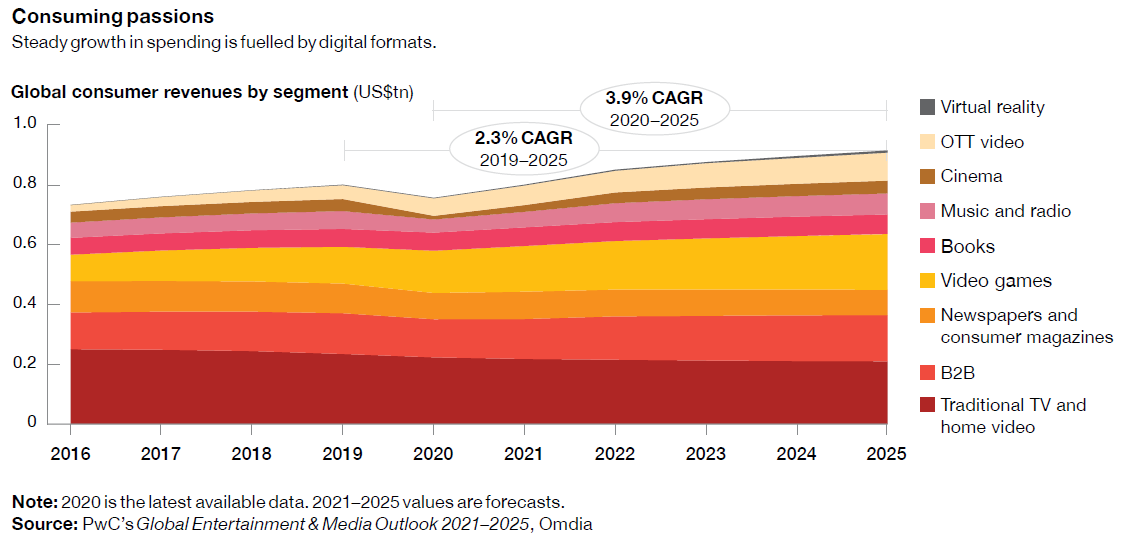 Consuming passions
Steady growth in spending is fuelled by digital formats.
Global consumer revenues by segment (US$tn)
3.9% CAGR
2020–2025
2.3% CAGR
2019–2025
1.0
0.8
0.6
0.4
0.2
0
2016
2017
2018
2019
2020
2021
2022
2023
2024
2025
Virtual reality
OTT video
Cinema
Music and radio
Books
Video games
Newspapers and
consumer magazines
B2B
Traditional TV and
home video
Note: 2020 is the latest available data. 2021–2025 values are forecasts.
Source: PwC's Global Entertainment & Media Outlook 2021–2025, Omdia